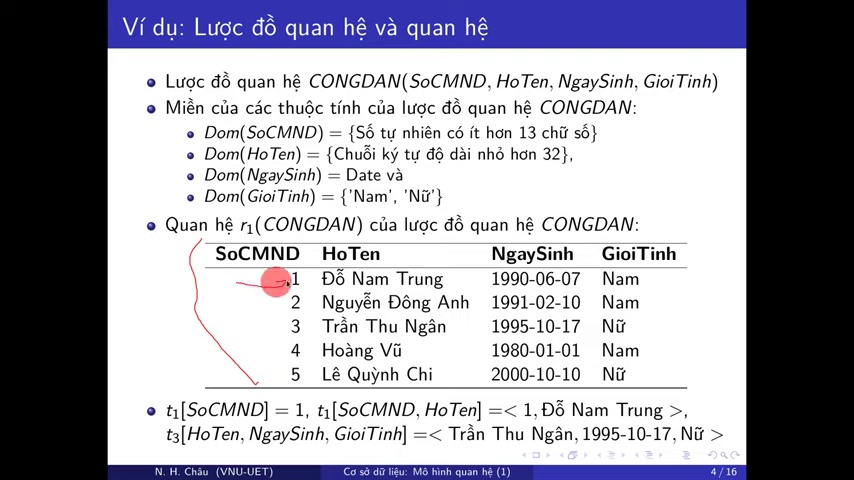 Ví dụ: Lược đồ quan hệ và quan hệ
Lược đồ quan hệ CONGDAN(SoCMND, HoTen, NgaySinh, GioiTinh)
Miền của các thuộc tính của lược đồ quan hệ CONGDAN:
Dom(SoCMND) = {Số tự nhiên có ít hơn 13 chữ số}
Dom(HoTen) = {Chuỗi ký tự độ dài nhỏ hơn 32},
Dom(NgaySinh) = Date và
Dom(GioiTinh) = {'Nam', 'Nữ'}
Quan hệ r1(CONGDAN) của lược đồ quan hệ CONGDAN:
SoCMND HoTen NgaySinh GioiTinh
1 Đỗ Nam Trung 1990-06-07 Nam
2 Nguyễn Đông Anh 1991-02-10 Nam
3 Trần Thu Ngân 1995-10-17 Nữ
4 Hoàng Vũ 1980-01-01 Nam
5 Lê Quỳnh Chi 2000-10-10 Nữ
t1[SoCMND] = 1, t1[SoCMND, HoTen] =< 1, Đỗ Nam Trung >,
t3[HoTen, NgaySinh, GioiTinh] =< Trần Thu Ngân, 1995-10-17, Nữ >
N. H. Châu (VNU-UET) Cơ sở dữ liệu: Mô hình quan hệ (1) 4 / 16